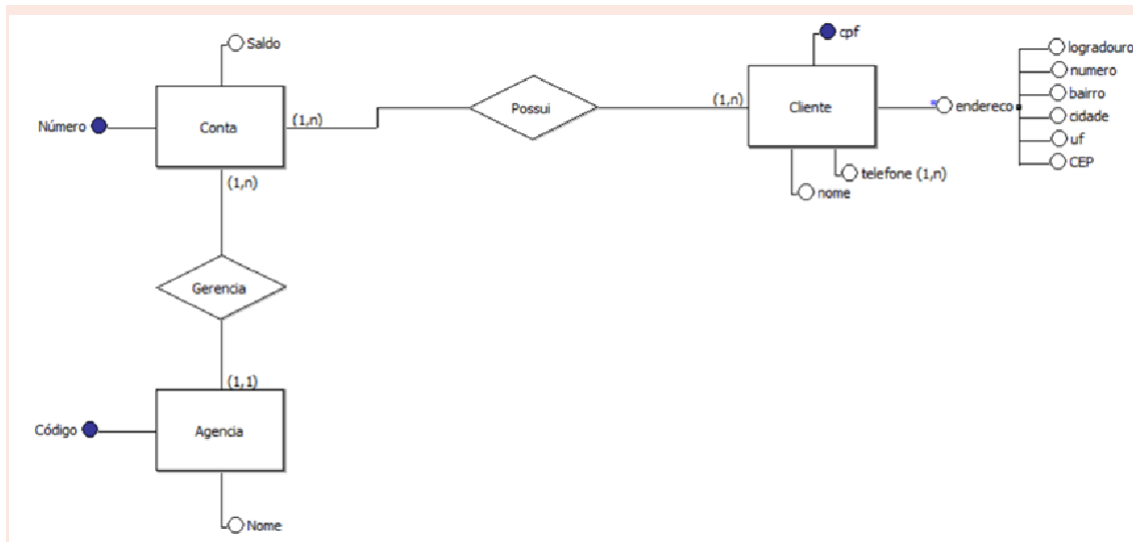 Saldo
Número
Conta
(1,n)
(1,n)
Possui
(1,n)
cpf
Cliente
endereco
logradouro
numero
bairro
cidade
uf
CEP
telefone (1,n)
nome
Gerencia
(1,1)
Código
Agencia
Nome